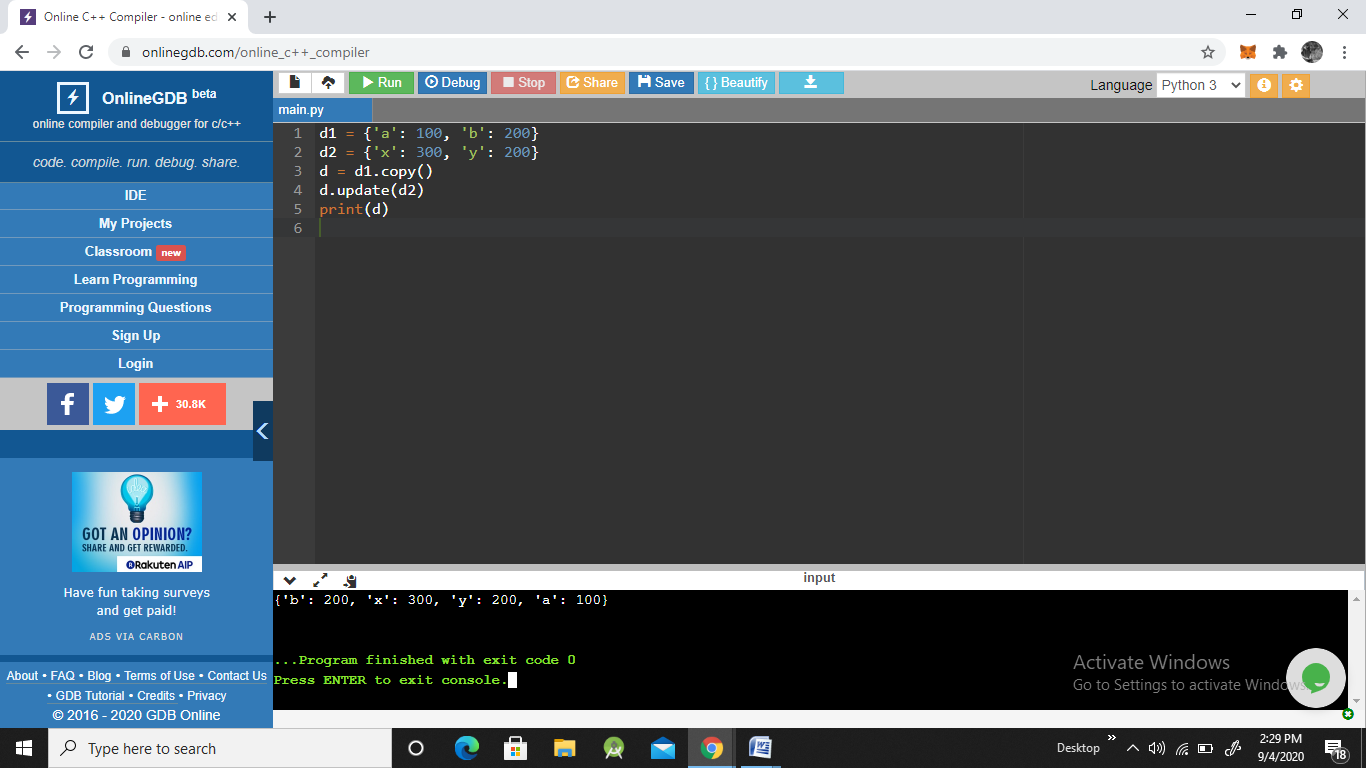 Online C++ Compiler - online ed
onlinegdb.com/online_c++_compiler
OnlineGDB beta
online compiler and debugger for c/c++
code. compile. run. debug. share.
IDE
My Projects
Classroom new
Learn Programming
Programming Questions
Sign Up
Login
30.8K
GOT AN OPINION?
SHARE AND GET REWARDED.
Rakuten AIP
Have fun taking surveys
and get paid!
ADS VIA CARBON
About • FAQ • Blog • Terms of Use • Contact Us
• GDB Tutorial • Credits • Privacy
© 2016 - 2020 GDB Online
Run Debug Stop Share Save { } Beautify
Language Python 3
main.py
1 d1 = {'a': 100, 'b': 200}
2 d2 = {'x': 300, 'y': 200}
3 d = d1.copy()
4 d.update(d2)
5 print(d)
6
input
{'b': 200, 'x': 300, 'y': 200, 'a': 100}
...Program finished with exit code 0
Press ENTER to exit console.
Activate Windows
Go to Settings to activate Windows.
Type here to search
Desktop
2:29 PM
9/4/2020
18